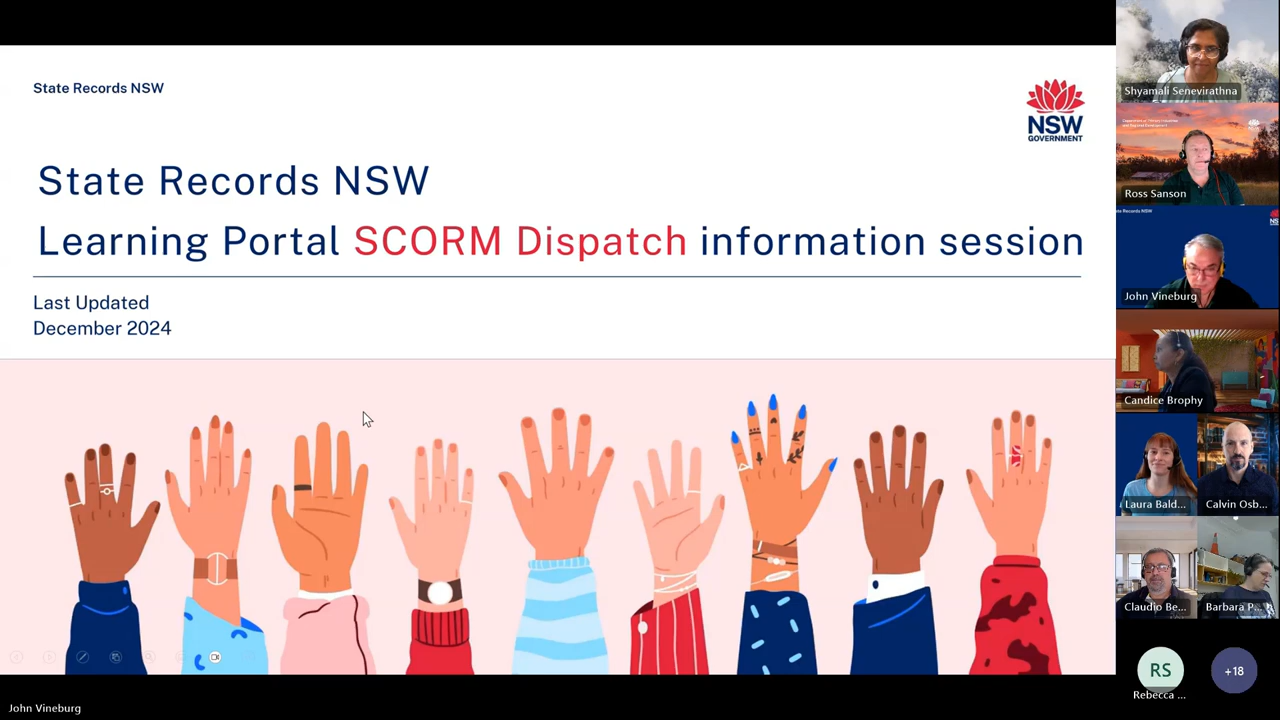 State Records NSW
NSW
GOVERNMENT
State Records NSW
Learning Portal SCORM Dispatch information session
Last Updated
December 2024
John Vineburg
Shyamali Senevirathna
Ross Sanson
John Vineburg
Candice Brophy
Laura Bald...
Calvin Osb...
Claudio Be...
Barbara P...
RS
Rebecca ...
+18